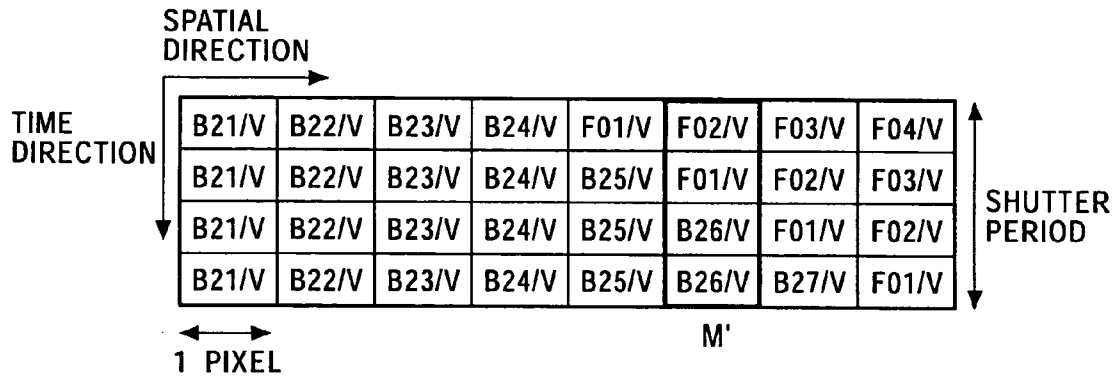 SPATIAL
DIRECTION
TIME
DIRECTION
B21/V B22/V B23/V B24/V F01/V F02/V F03/V F04/V
B21/V B22/V B23/V B24/V B25/V F01/V F02/V F03/V
B21/V B22/V B23/V B24/V B25/V B26/V F01/V F02/V
B21/V B22/V B23/V B24/V B25/V B26/V B27/V F01/V
SHUTTER
PERIOD
M'
1 PIXEL